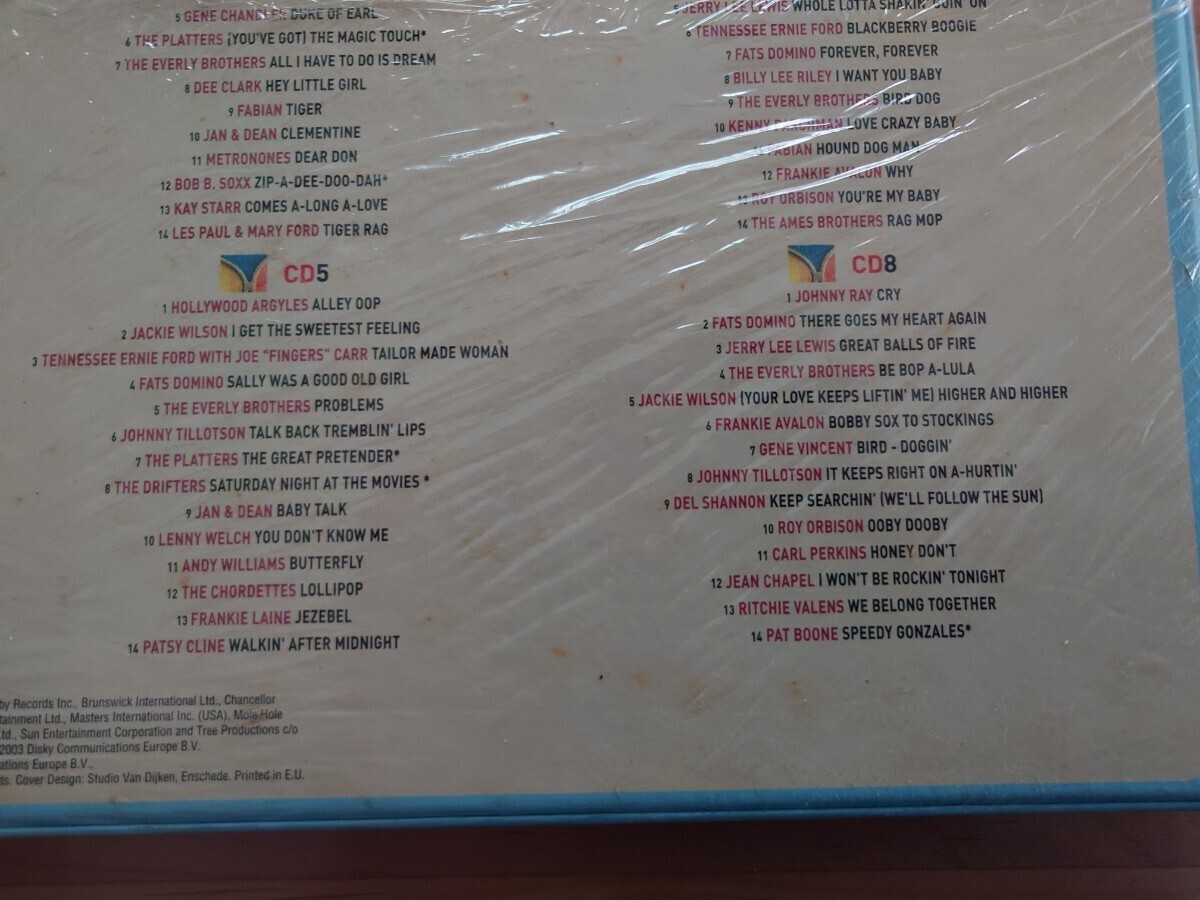 5 GENE CHANDLER DUKE OF EARL
6 THE PLATTERS (YOU'VE GOT) THE MAGIC TOUCH*
7 THE EVERLY BROTHERS ALL I HAVE TO DO IS DREAM
8 DEE CLARK HEY LITTLE GIRL
9 FABIAN TIGER
10 JAN & DEAN CLEMENTINE
11 METRONONES DEAR DON
12 BOB B. SOXX ZIP-A-DEE-DOO-DAH*
13 KAY STARR COMES A-LONG A-LOVE
14 LES PAUL & MARY FORD TIGER RAG
CD5
1 HOLLYWOOD ARGYLES ALLEY OOP
2 JACKIE WILSON I GET THE SWEETEST FEELING
3 TENNESSEE ERNIE FORD WITH JOE "FINGERS" CARR TAILOR MADE WOMAN
4 FATS DOMINO SALLY WAS A GOOD OLD GIRL
5 THE EVERLY BROTHERS PROBLEMS
6 JOHNNY TILLOTSON TALK BACK TREMBLIN' LIPS
7 THE PLATTERS THE GREAT PRETENDER*
8 THE DRIFTERS SATURDAY NIGHT AT THE MOVIES *
9 JAN & DEAN BABY TALK
10 LENNY WELCH YOU DON'T KNOW ME
11 ANDY WILLIAMS BUTTERFLY
12 THE CHORDETTES LOLLIPOP
13 FRANKIE LAINE JEZEBEL
14 PATSY CLINE WALKIN' AFTER MIDNIGHT
5 JERRY LEE LEWIS WHOLE LOTTA SHAKIN' GOIN' ON
6 TENNESSEE ERNIE FORD BLACKBERRY BOOGIE
7 FATS DOMINO FOREVER, FOREVER
8 BILLY LEE RILEY I WANT YOU BABY
9 THE EVERLY BROTHERS BIRD DOG
10 KENNY PARCHMAN LOVE CRAZY BABY
11 FABIAN HOUND DOG MAN
12 FRANKIE AVALON WHY
13 ROY ORBISON YOU'RE MY BABY
14 THE AMES BROTHERS RAG MOP
CD8
1 JOHNNY RAY CRY
2 FATS DOMINO THERE GOES MY HEART AGAIN
3 JERRY LEE LEWIS GREAT BALLS OF FIRE
4 THE EVERLY BROTHERS BE BOP A-LULA
5 JACKIE WILSON (YOUR LOVE KEEPS LIFTIN' ME) HIGHER AND HIGHER
6 FRANKIE AVALON BOBBY SOX TO STOCKINGS
7 GENE VINCENT BIRD - DOGGIN'
8 JOHNNY TILLOTSON IT KEEPS RIGHT ON A-HURTIN'
9 DEL SHANNON KEEP SEARCHIN' (WE'LL FOLLOW THE SUN)
10 ROY ORBISON OOBY DOOBY
11 CARL PERKINS HONEY DON'T
12 JEAN CHAPEL I WON'T BE ROCKIN' TONIGHT
13 RITCHIE VALENS WE BELONG TOGETHER
14 PAT BOONE SPEEDY GONZALES*
by Records Inc., Brunswick International Ltd., Chancellor
tainment Ltd., Masters International Inc. (USA), Mole Hole
Ltd., Sun Entertainment Corporation and Tree Productions c/o
2003 Disky Communications Europe B.V.
ations Europe B.V.,
ds. Cover Design: Studio Van Dijken, Enschede. Printed in E.U.